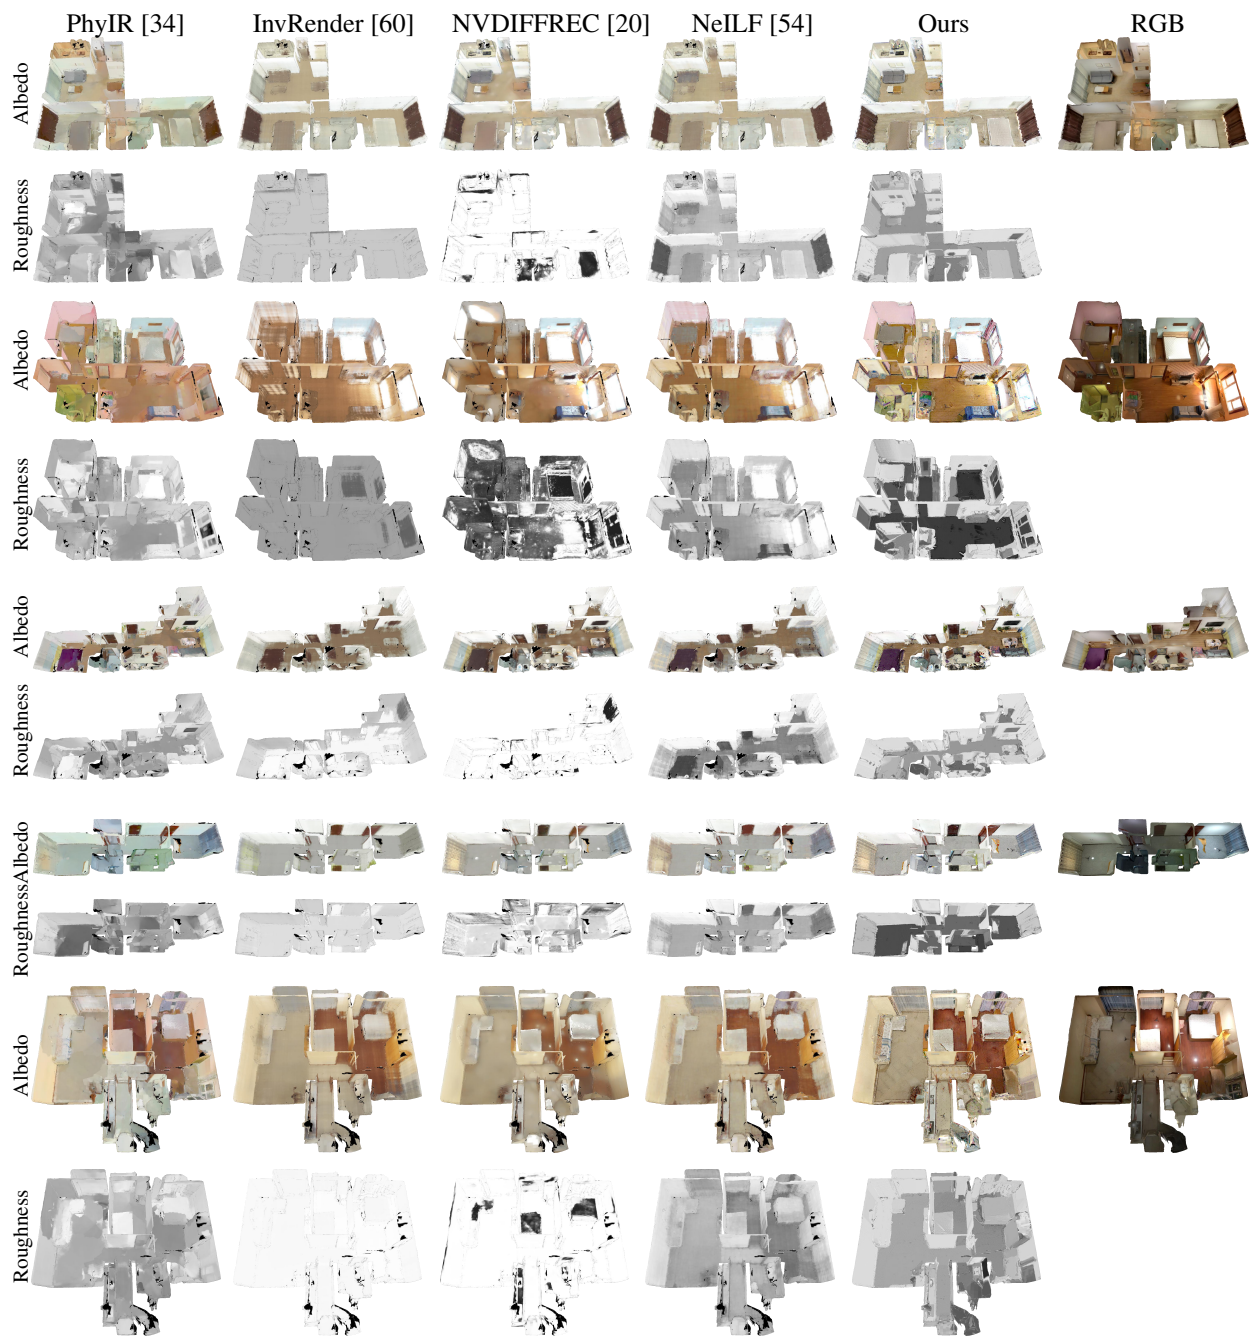 PhyIR [34] InvRender [60] NVDIFFREC [20] NeILF [54] Ours RGB
Albedo
Roughness
Albedo
Roughness
Albedo
Roughness
Albedo
Roughness
Albedo
Roughness